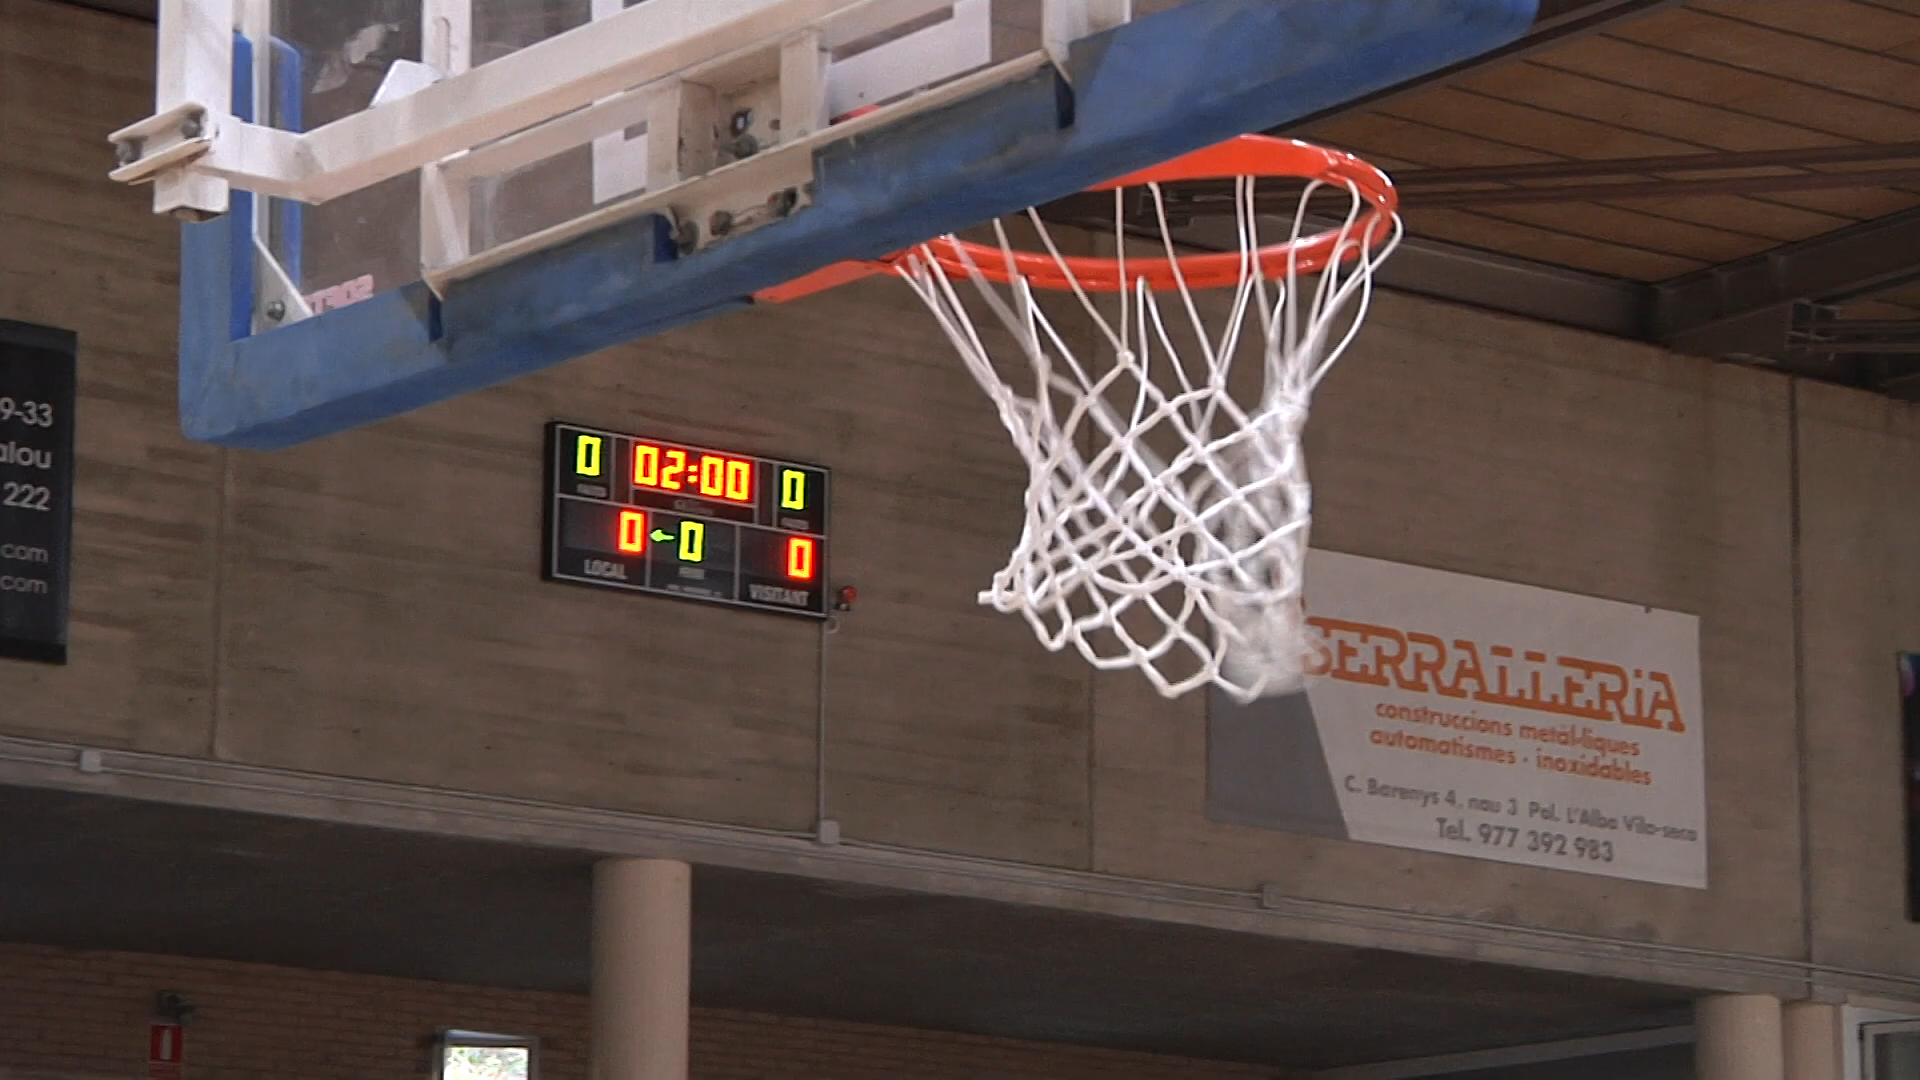 9-33
alou
222
.com
.com
0 02:00 0
0 0 0
LOCAL
VISITANT
SERRALLERiA
construccions metàl·liques
automatismes · inoxidables
C. Barenys 4, nau 3 Pol. L'Alba Vila-seca
Tel. 977 392 983